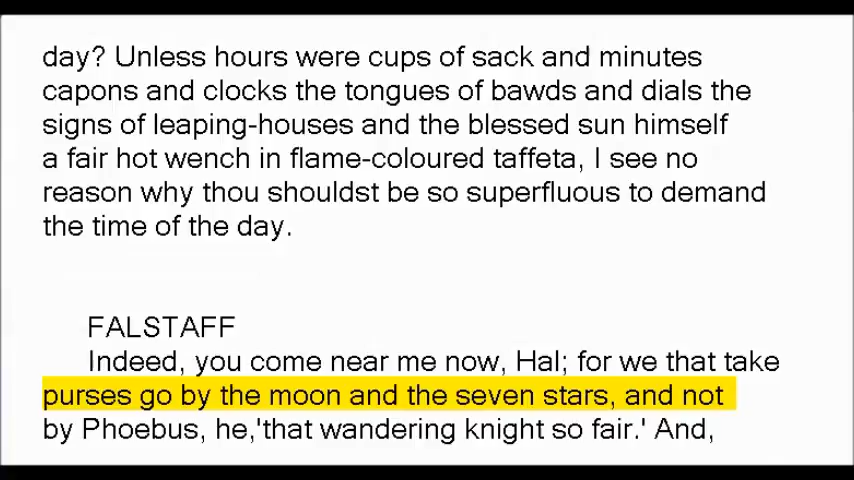 day? Unless hours were cups of sack and minutes
capons and clocks the tongues of bawds and dials the
signs of leaping-houses and the blessed sun himself
a fair hot wench in flame-coloured taffeta, I see no
reason why thou shouldst be so superfluous to demand
the time of the day.
FALSTAFF
Indeed, you come near me now, Hal; for we that take
purses go by the moon and the seven stars, and not
by Phoebus, he,'that wandering knight so fair.' And,